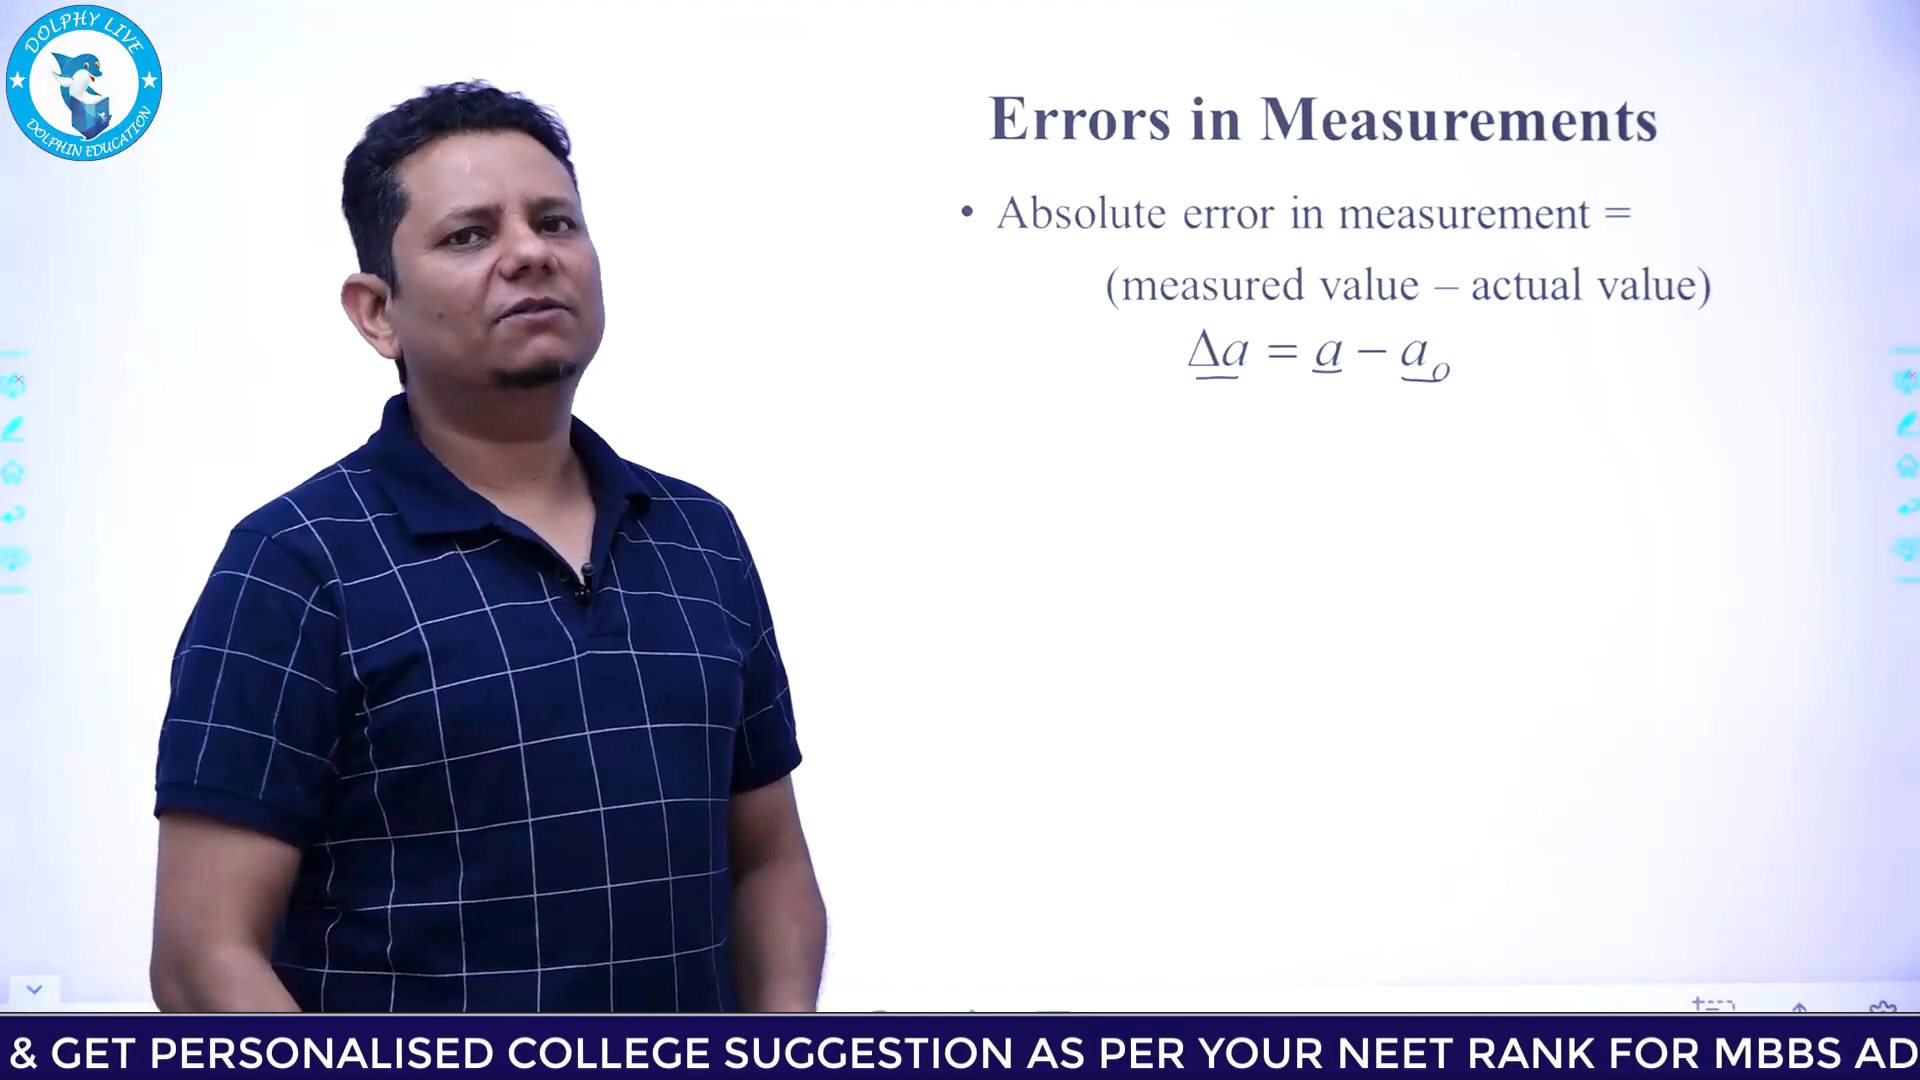 DOLPHY LIVE
DOLPHIN EDUCATION
Errors in Measurements
• Absolute error in measurement =
(measured value – actual value)
Δa = a − aₒ
& GET PERSONALISED COLLEGE SUGGESTION AS PER YOUR NEET RANK FOR MBBS AD